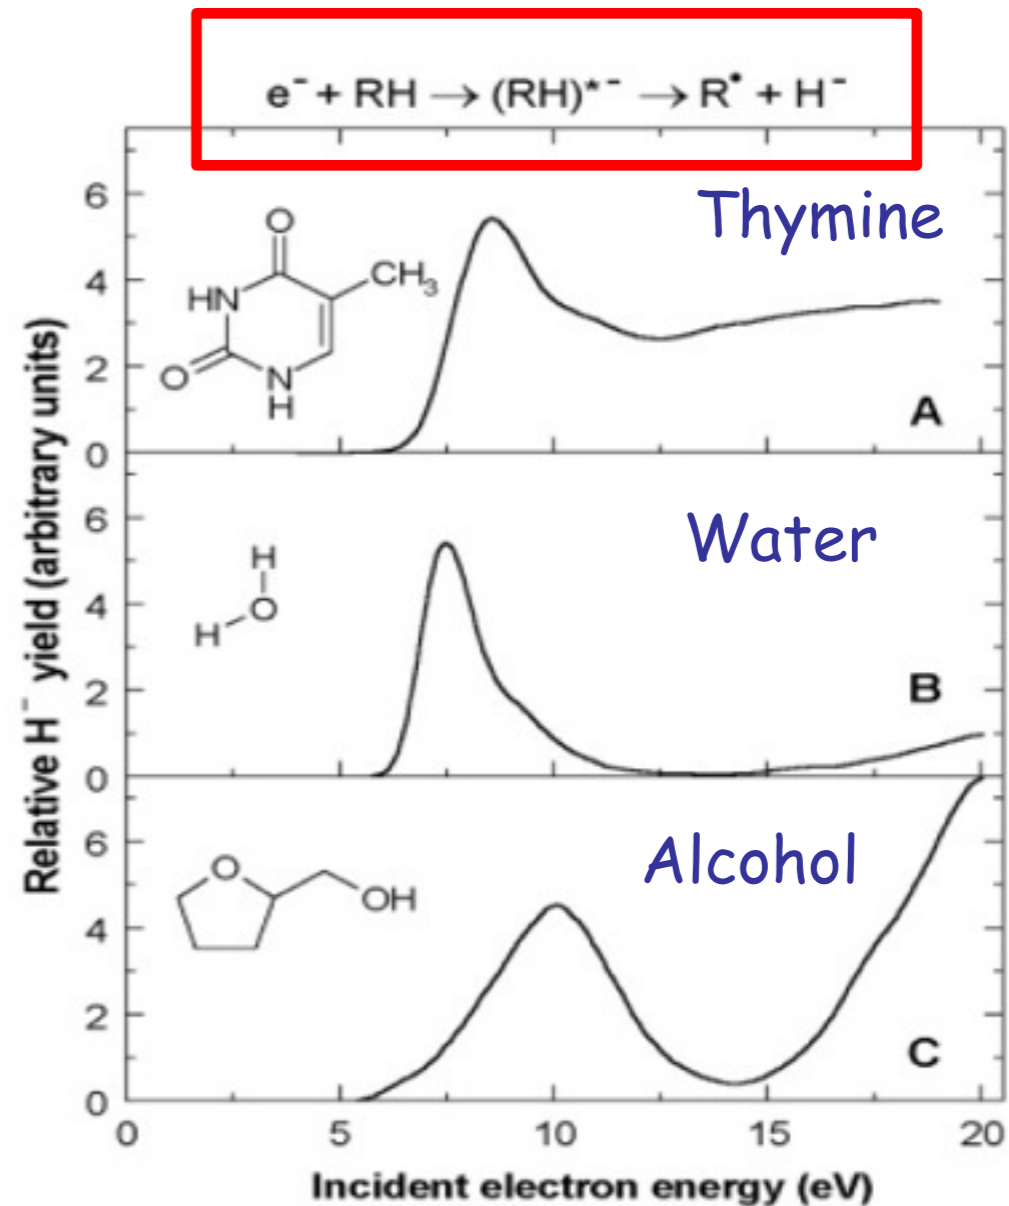 e⁻ + RH → (RH)*⁻ → R• + H⁻
Thymine
6
4
2
0
O
CH₃
HN
O
N
H
A
Relative H⁻ yield (arbitrary units)
Water
6
4
2
0
H
O
H
B
Alcohol
6
4
2
0
O
OH
C
0 5 10 15 20
Incident electron energy (eV)